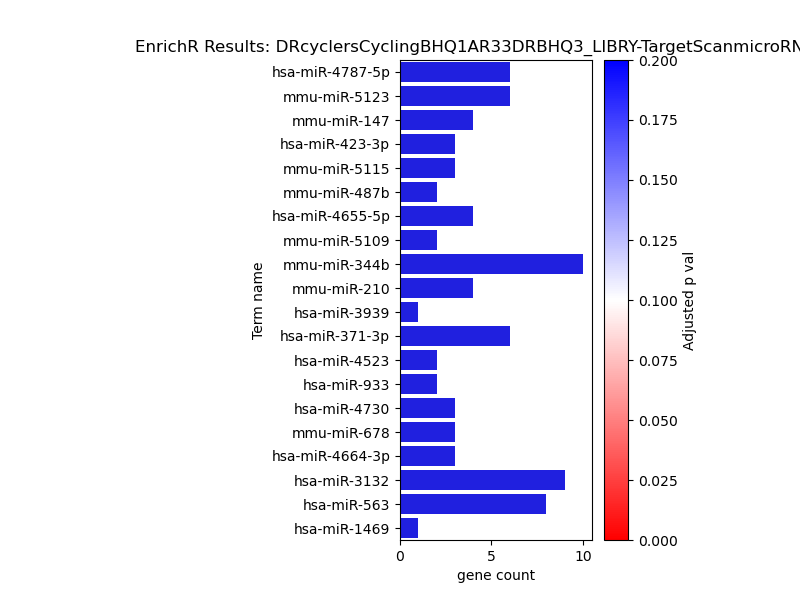 EnrichR Results: DRcyclersCyclingBHQ1AR33DRBHQ3_LIBRY-TargetScanmicroRN
hsa-miR-4787-5p
mmu-miR-5123
mmu-miR-147
hsa-miR-423-3p
mmu-miR-5115
mmu-miR-487b
hsa-miR-4655-5p
mmu-miR-5109
mmu-miR-344b
mmu-miR-210
hsa-miR-3939
hsa-miR-371-3p
hsa-miR-4523
hsa-miR-933
hsa-miR-4730
mmu-miR-678
hsa-miR-4664-3p
hsa-miR-3132
hsa-miR-563
hsa-miR-1469
Term name
0 5 10
gene count
0.200
0.175
0.150
0.125
0.100
0.075
0.050
0.025
0.000
Adjusted p val